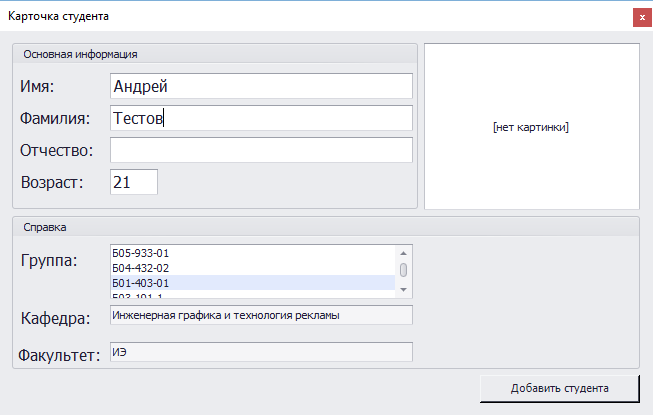 Карточка студента
x
Основная информация
Имя: Андрей
Фамилия: Тестов
Отчество:
Возраст: 21
[нет картинки]
Справка
Группа:
Б05-933-01
Б04-432-02
Б01-403-01
Кафедра: Инженерная графика и технология рекламы
Факультет: ИЭ
Добавить студента